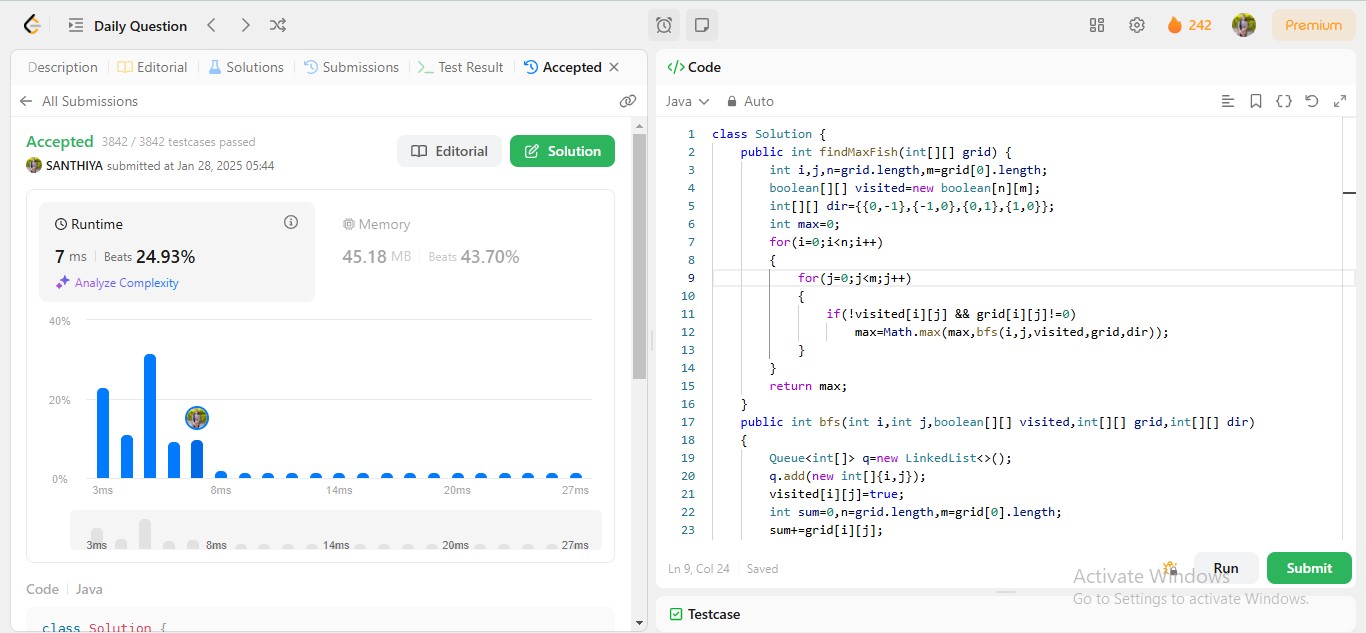 Daily Question
242
Premium
Description Editorial Solutions Submissions Test Result Accepted
All Submissions
Accepted 3842 / 3842 testcases passed
SANTHIYA submitted at Jan 28, 2025 05:44
Editorial
Solution
Runtime
7 ms Beats 24.93%
Analyze Complexity
Memory
45.18 MB Beats 43.70%
40%
20%
0%
3ms 8ms 14ms 20ms 27ms
3ms 8ms 14ms 20ms 27ms
Code Java
class Solution {
</> Code
Java Auto
1 class Solution {
2 public int findMaxFish(int[][] grid) {
3 int i,j,n=grid.length,m=grid[0].length;
4 boolean[][] visited=new boolean[n][m];
5 int[][] dir={{0,-1},{-1,0},{0,1},{1,0}};
6 int max=0;
7 for(i=0;i<n;i++)
8 {
9 for(j=0;j<m;j++)
10 {
11 if(!visited[i][j] && grid[i][j]!=0)
12 max=Math.max(max,bfs(i,j,visited,grid,dir));
13 }
14 }
15 return max;
16 }
17 public int bfs(int i,int j,boolean[][] visited,int[][] grid,int[][] dir)
18 {
19 Queue<int[]> q=new LinkedList<>();
20 q.add(new int[]{i,j});
21 visited[i][j]=true;
22 int sum=0,n=grid.length,m=grid[0].length;
23 sum+=grid[i][j];
Ln 9, Col 24 Saved
Run
Submit
Activate Windows
Go to Settings to activate Windows.
Testcase